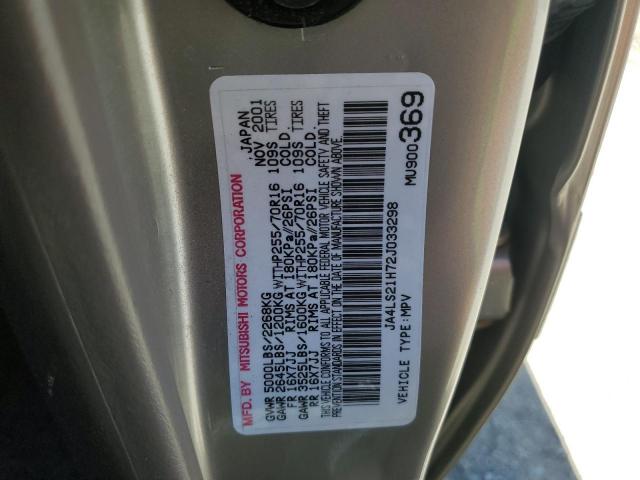 MFD. BY MITSUBISHI MOTORS CORPORATION
JAPAN
NOV 2001
GVWR 5000LBS/2268KG
GAWR 2645LBS/1200KG WITH P255/70R16 109S TIRES
FR 16X7JJ RIMS AT 180KPa//26PSI COLD.
GAWR 3525LBS/1600KG WITH P255/70R16 109S TIRES
RR 16X7JJ RIMS AT 180KPa//26PSI COLD.
THIS VEHICLE CONFORMS TO ALL APPLICABLE FEDERAL MOTOR VEHICLE SAFETY AND THEFT
PREVENTION STANDARDS IN EFFECT ON THE DATE OF MANUFACTURE SHOWN ABOVE.
JA4LS21H72J033298
VEHICLE TYPE:MPV
MU900369